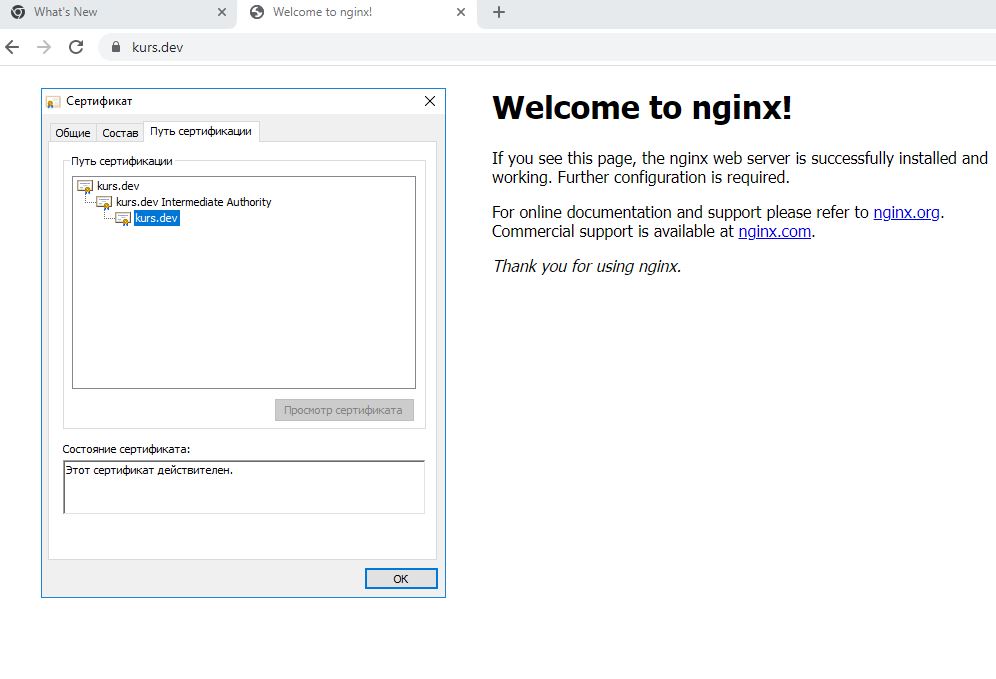 What's New
Welcome to nginx!
kurs.dev
Сертификат
Общие
Состав
Путь сертификации
Путь сертификации
kurs.dev
kurs.dev Intermediate Authority
kurs.dev
Просмотр сертификата
Состояние сертификата:
Этот сертификат действителен.
OK
Welcome to nginx!
If you see this page, the nginx web server is successfully installed and
working. Further configuration is required.
For online documentation and support please refer to nginx.org.
Commercial support is available at nginx.com.
Thank you for using nginx.